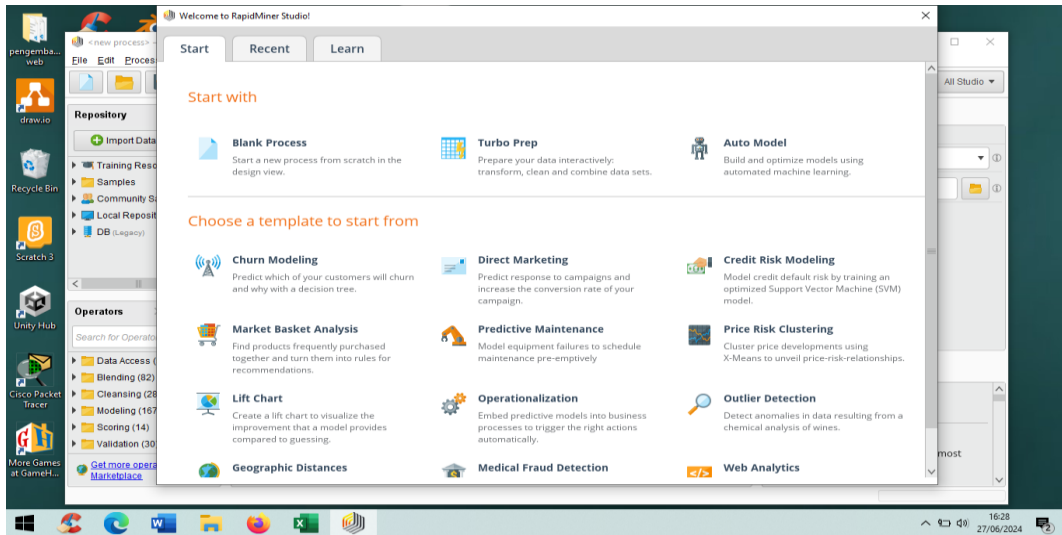 pengemba...
web
draw.io
Recycle Bin
Scratch 3
Unity Hub
Cisco Packet
Tracer
More Games
at GameH...
<new process>
File Edit Proces
Repository
Import Data
Training Reso
Samples
Community Sa
Local Reposit
DB (Legacy)
Operators
Search for Operato
Data Access (
Blending (82)
Cleansing (28
Modeling (167
Scoring (14)
Validation (30
Get more opera
Marketplace
Welcome to RapidMiner Studio!
Start Recent Learn
Start with
Blank Process
Start a new process from scratch in the
design view.
Turbo Prep
Prepare your data interactively:
transform, clean and combine data sets.
Auto Model
Build and optimize models using
automated machine learning.
Choose a template to start from
Churn Modeling
Predict which of your customers will churn
and why with a decision tree.
Direct Marketing
Predict response to campaigns and
increase the conversion rate of your
campaign.
Credit Risk Modeling
Model credit default risk by training an
optimized Support Vector Machine (SVM)
model.
Market Basket Analysis
Find products frequently purchased
together and turn them into rules for
recommendations.
Predictive Maintenance
Model equipment failures to schedule
maintenance pre-emptively
Price Risk Clustering
Cluster price developments using
X-Means to unveil price-risk-relationships.
Lift Chart
Create a lift chart to visualize the
improvement that a model provides
compared to guessing.
Operationalization
Embed predictive models into business
processes to trigger the right actions
automatically.
Outlier Detection
Detect anomalies in data resulting from a
chemical analysis of wines.
Geographic Distances
Medical Fraud Detection
Web Analytics
All Studio
most
16:28
27/06/2024
2